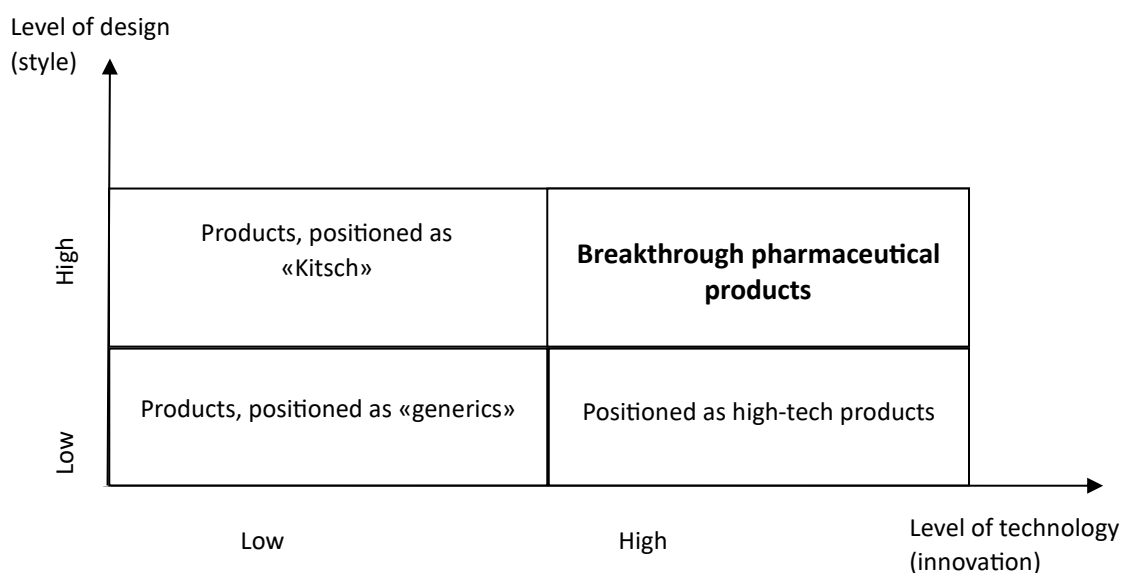 Level of design
(style)
High
Products, positioned as
«Kitsch»
Breakthrough pharmaceutical
products
Low
Products, positioned as «generics»
Positioned as high-tech products
Low
High
Level of technology
(innovation)